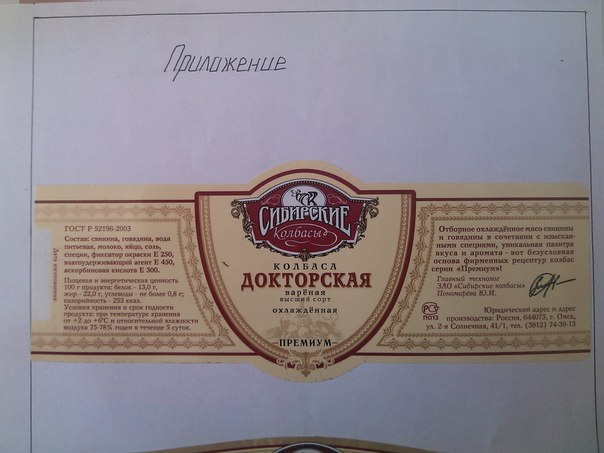 Приложение
ГОСТ Р 52196-2003
Состав: свинина, говядина, вода
питьевая, молоко, яйцо, соль,
специи, фиксатор окраски Е 250,
влагоудерживающий агент Е 450,
аскорбиновая кислота Е 300.
Пищевая и энергетическая ценность
100 г продукта: белок - 13,0 г,
жир - 22,0 г, углеводы - не более 0,8 г;
калорийность - 253 ккал.
Условия хранения и срок годности
продукта: при температуре хранения
от +2 до +6°С и относительной влажности
воздуха 75-78% годен в течение 5 суток.
СК
СИБИРСКИЕ
Колбасы
КОЛБАСА
ДОКТОРСКАЯ
варёная
высший сорт
охлаждённая
ПРЕМИУМ
Отборное охлаждённое мясо свинины
и говядины в сочетании с изыскан-
ными специями, уникальная палитра
вкуса и аромата - вот безусловная
основа фирменных рецептур колбас
серии «Премиум»!
Главный технолог
ЗАО «Сибирские колбасы»
Пономарёва Ю.И.
РСТ
ПО13
Юридический адрес и адрес
производства: Россия, 644073, г. Омск,
ул. 2-я Солнечная, 41/1, тел. (3812) 74-39-13